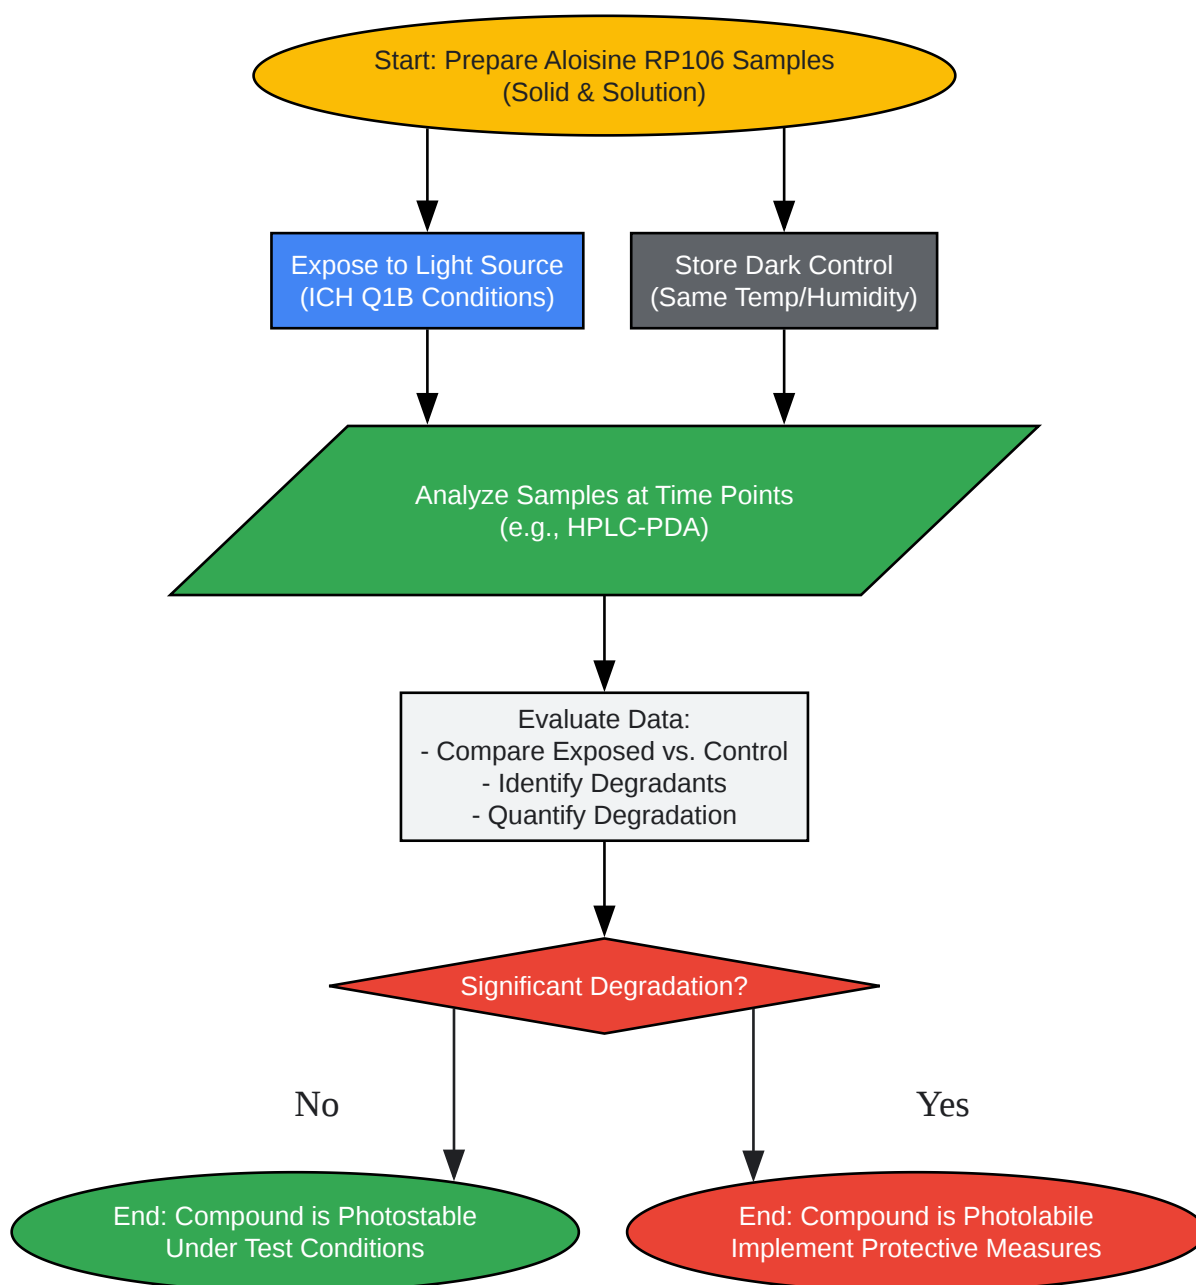 Start: Prepare Aloisine RP106 Samples
(Solid & Solution)
Expose to Light Source
(ICH Q1B Conditions)
Store Dark Control
(Same Temp/Humidity)
Analyze Samples at Time Points
(e.g., HPLC-PDA)
Evaluate Data:
- Compare Exposed vs. Control
- Identify Degradants
- Quantify Degradation
Significant Degradation?
No
Yes
End: Compound is Photostable
Under Test Conditions
End: Compound is Photolabile
Implement Protective Measures